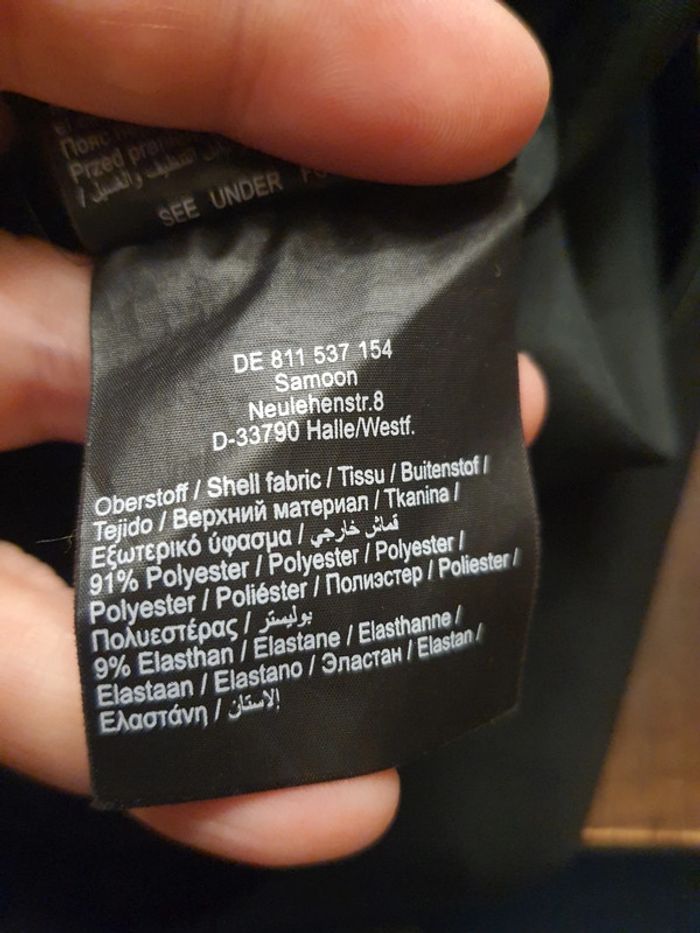 Przed
SEE UNDER
DE 811 537 154
Samoon
Neulehenstr.8
D-33790 Halle/Westf.
Oberstoff / Shell fabric / Tissu / Buitenstof /
Tejido / Верхний материал / Tkanina /
Εξωτερικό ύφασμα / قماش خارجي
91% Polyester / Polyester / Polyester /
Polyester / Poliéster / Полиэстер / Poliester /
Πολυεστέρας / بوليستر
9% Elasthan / Elastane / Elasthanne /
Elastaan / Elastano / Эластан / Elastan /
Ελαστάνη / إلاستان